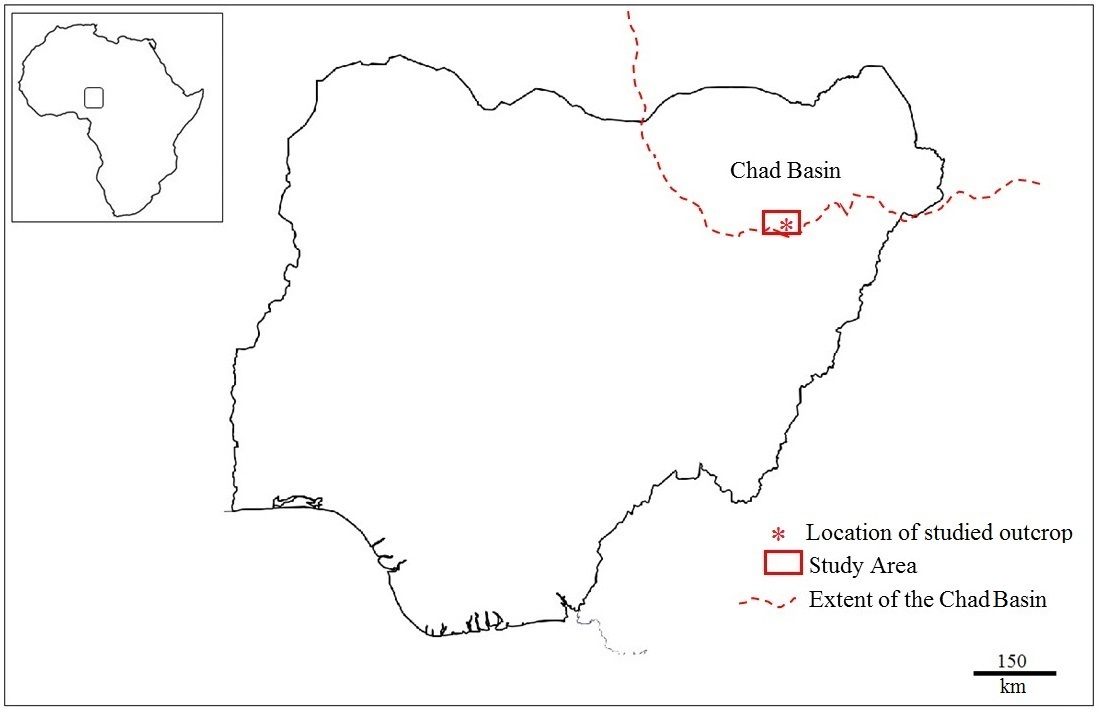 Chad Basin
* Location of studied outcrop
Study Area
Extent of the Chad Basin
150
km